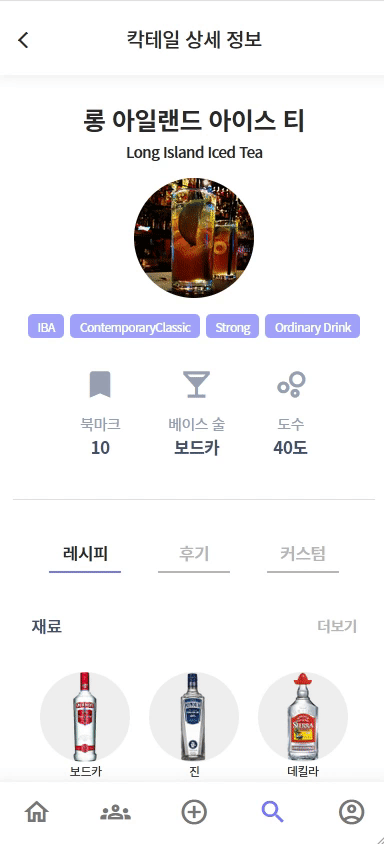 칵테일 상세 정보
롱 아일랜드 아이스 티
Long Island Iced Tea
IBA ContemporaryClassic Strong Ordinary Drink
북마크 베이스 술 도수
10 보드카 40도
레시피 후기 커스텀
재료 더보기
보드카 진 데킬라